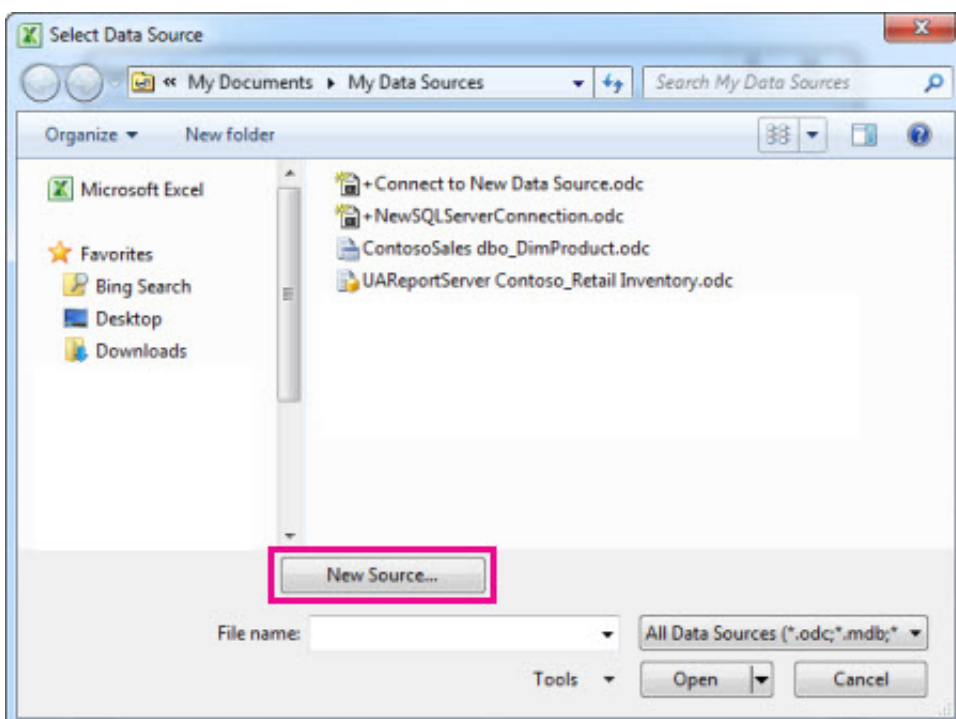 Select Data Source
« My Documents My Data Sources Search My Data Sources
Organize New folder
Microsoft Excel
Favorites
Bing Search
Desktop
Downloads
+Connect to New Data Source.odc
+NewSQLServerConnection.odc
ContosoSales dbo_DimProduct.odc
UAReportServer Contoso_Retail Inventory.odc
New Source...
File name: All Data Sources (*.odc;*.mdb;*
Tools Open Cancel